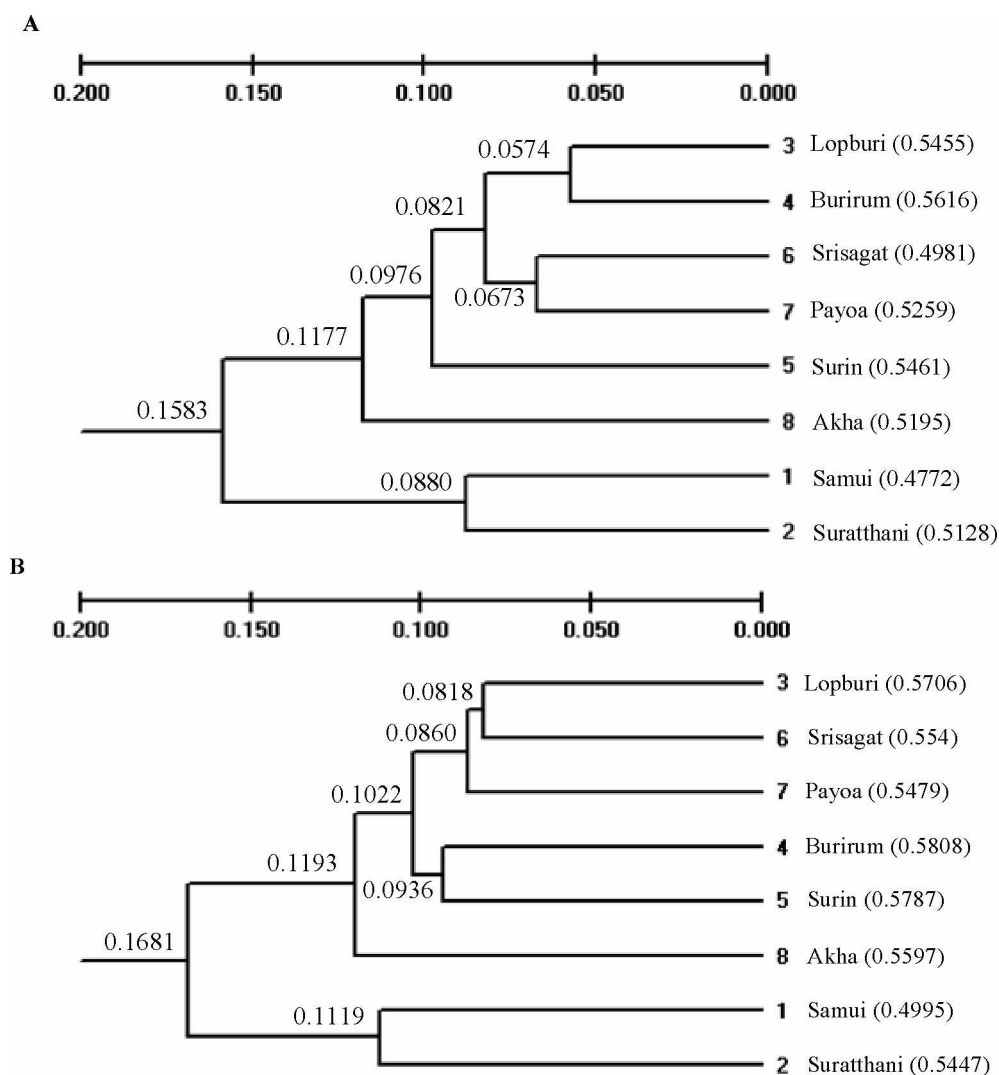 A
0.200 0.150 0.100 0.050 0.000
0.0574
3 Lopburi (0.5455)
0.0821
4 Burirum (0.5616)
0.0976
6 Srisagat (0.4981)
0.0673
7 Payoa (0.5259)
0.1177
5 Surin (0.5461)
0.1583
8 Akha (0.5195)
0.0880
1 Samui (0.4772)
2 Suratthani (0.5128)
B
0.200 0.150 0.100 0.050 0.000
0.0818
3 Lopburi (0.5706)
0.0860
6 Srisagat (0.554)
0.1022
7 Payoa (0.5479)
0.1193
4 Burirum (0.5808)
0.0936
5 Surin (0.5787)
0.1681
8 Akha (0.5597)
0.1119
1 Samui (0.4995)
2 Suratthani (0.5447)